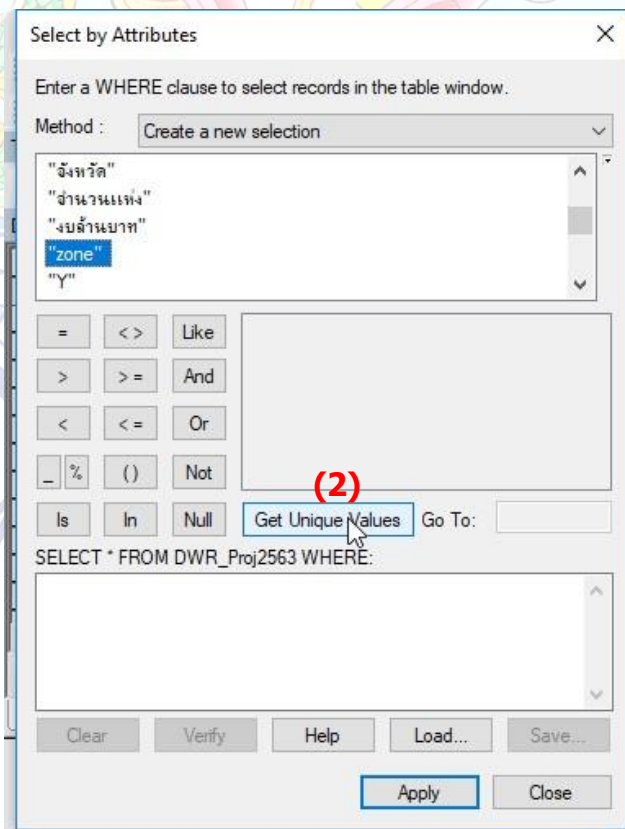 Select by Attributes
Enter a WHERE clause to select records in the table window.
Method : Create a new selection
"จังหวัด"
"จำนวนแห่ง"
"งบล้านบาท"
"zone"
"Y"
= < > Like
> > = And
< < = Or
_ % ( ) Not
(2)
Is In Null Get Unique Values Go To:
SELECT * FROM DWR_Proj2563 WHERE:
Clear Verify Help Load... Save...
Apply Close